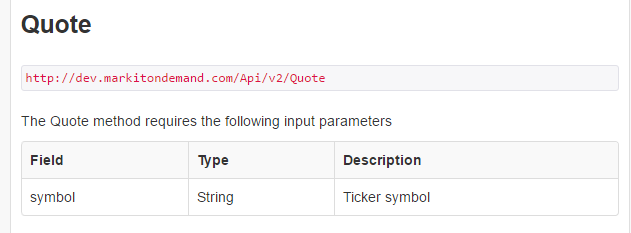 Quote
http://dev.markitondemand.com/Api/v2/Quote
The Quote method requires the following input parameters
Field Type Description
symbol String Ticker symbol